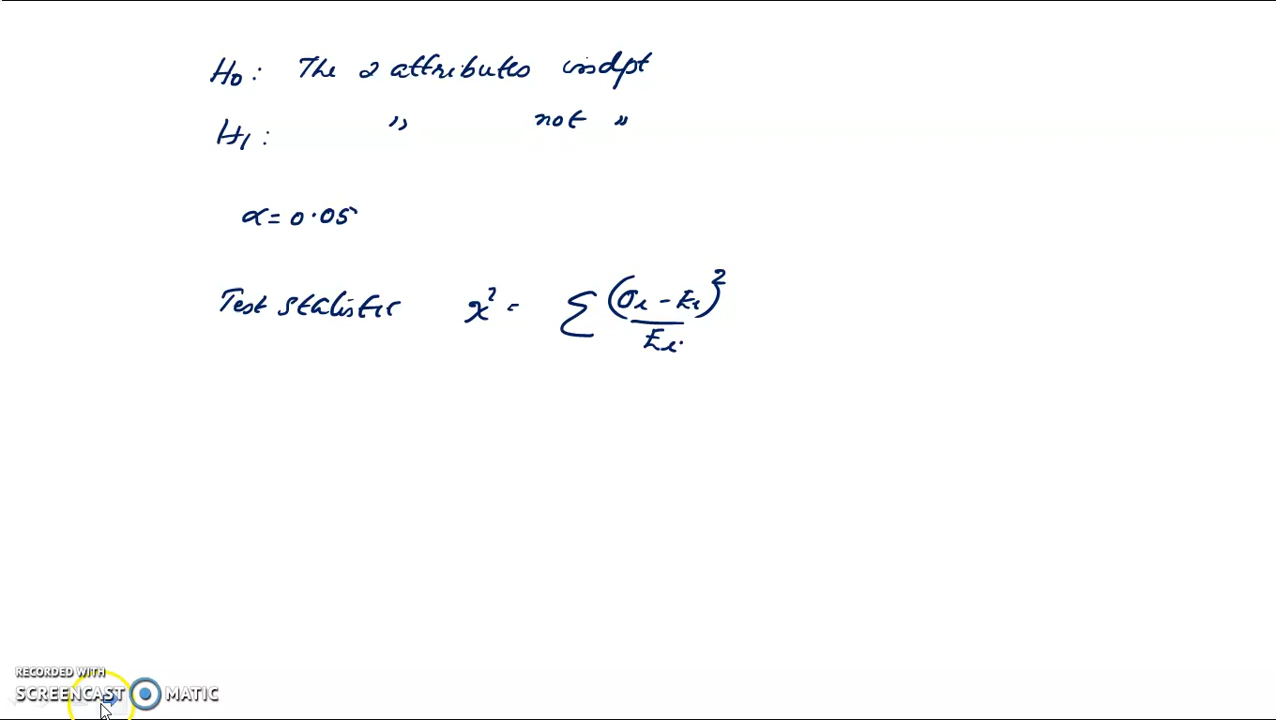 H₀: The 2 attributes indpt
H₁: " not "
α = 0.05
Test statistic χ² = Σ (Oᵢ - Eᵢ)² / Eᵢ
RECORDED WITH
SCREENCAST MATIC